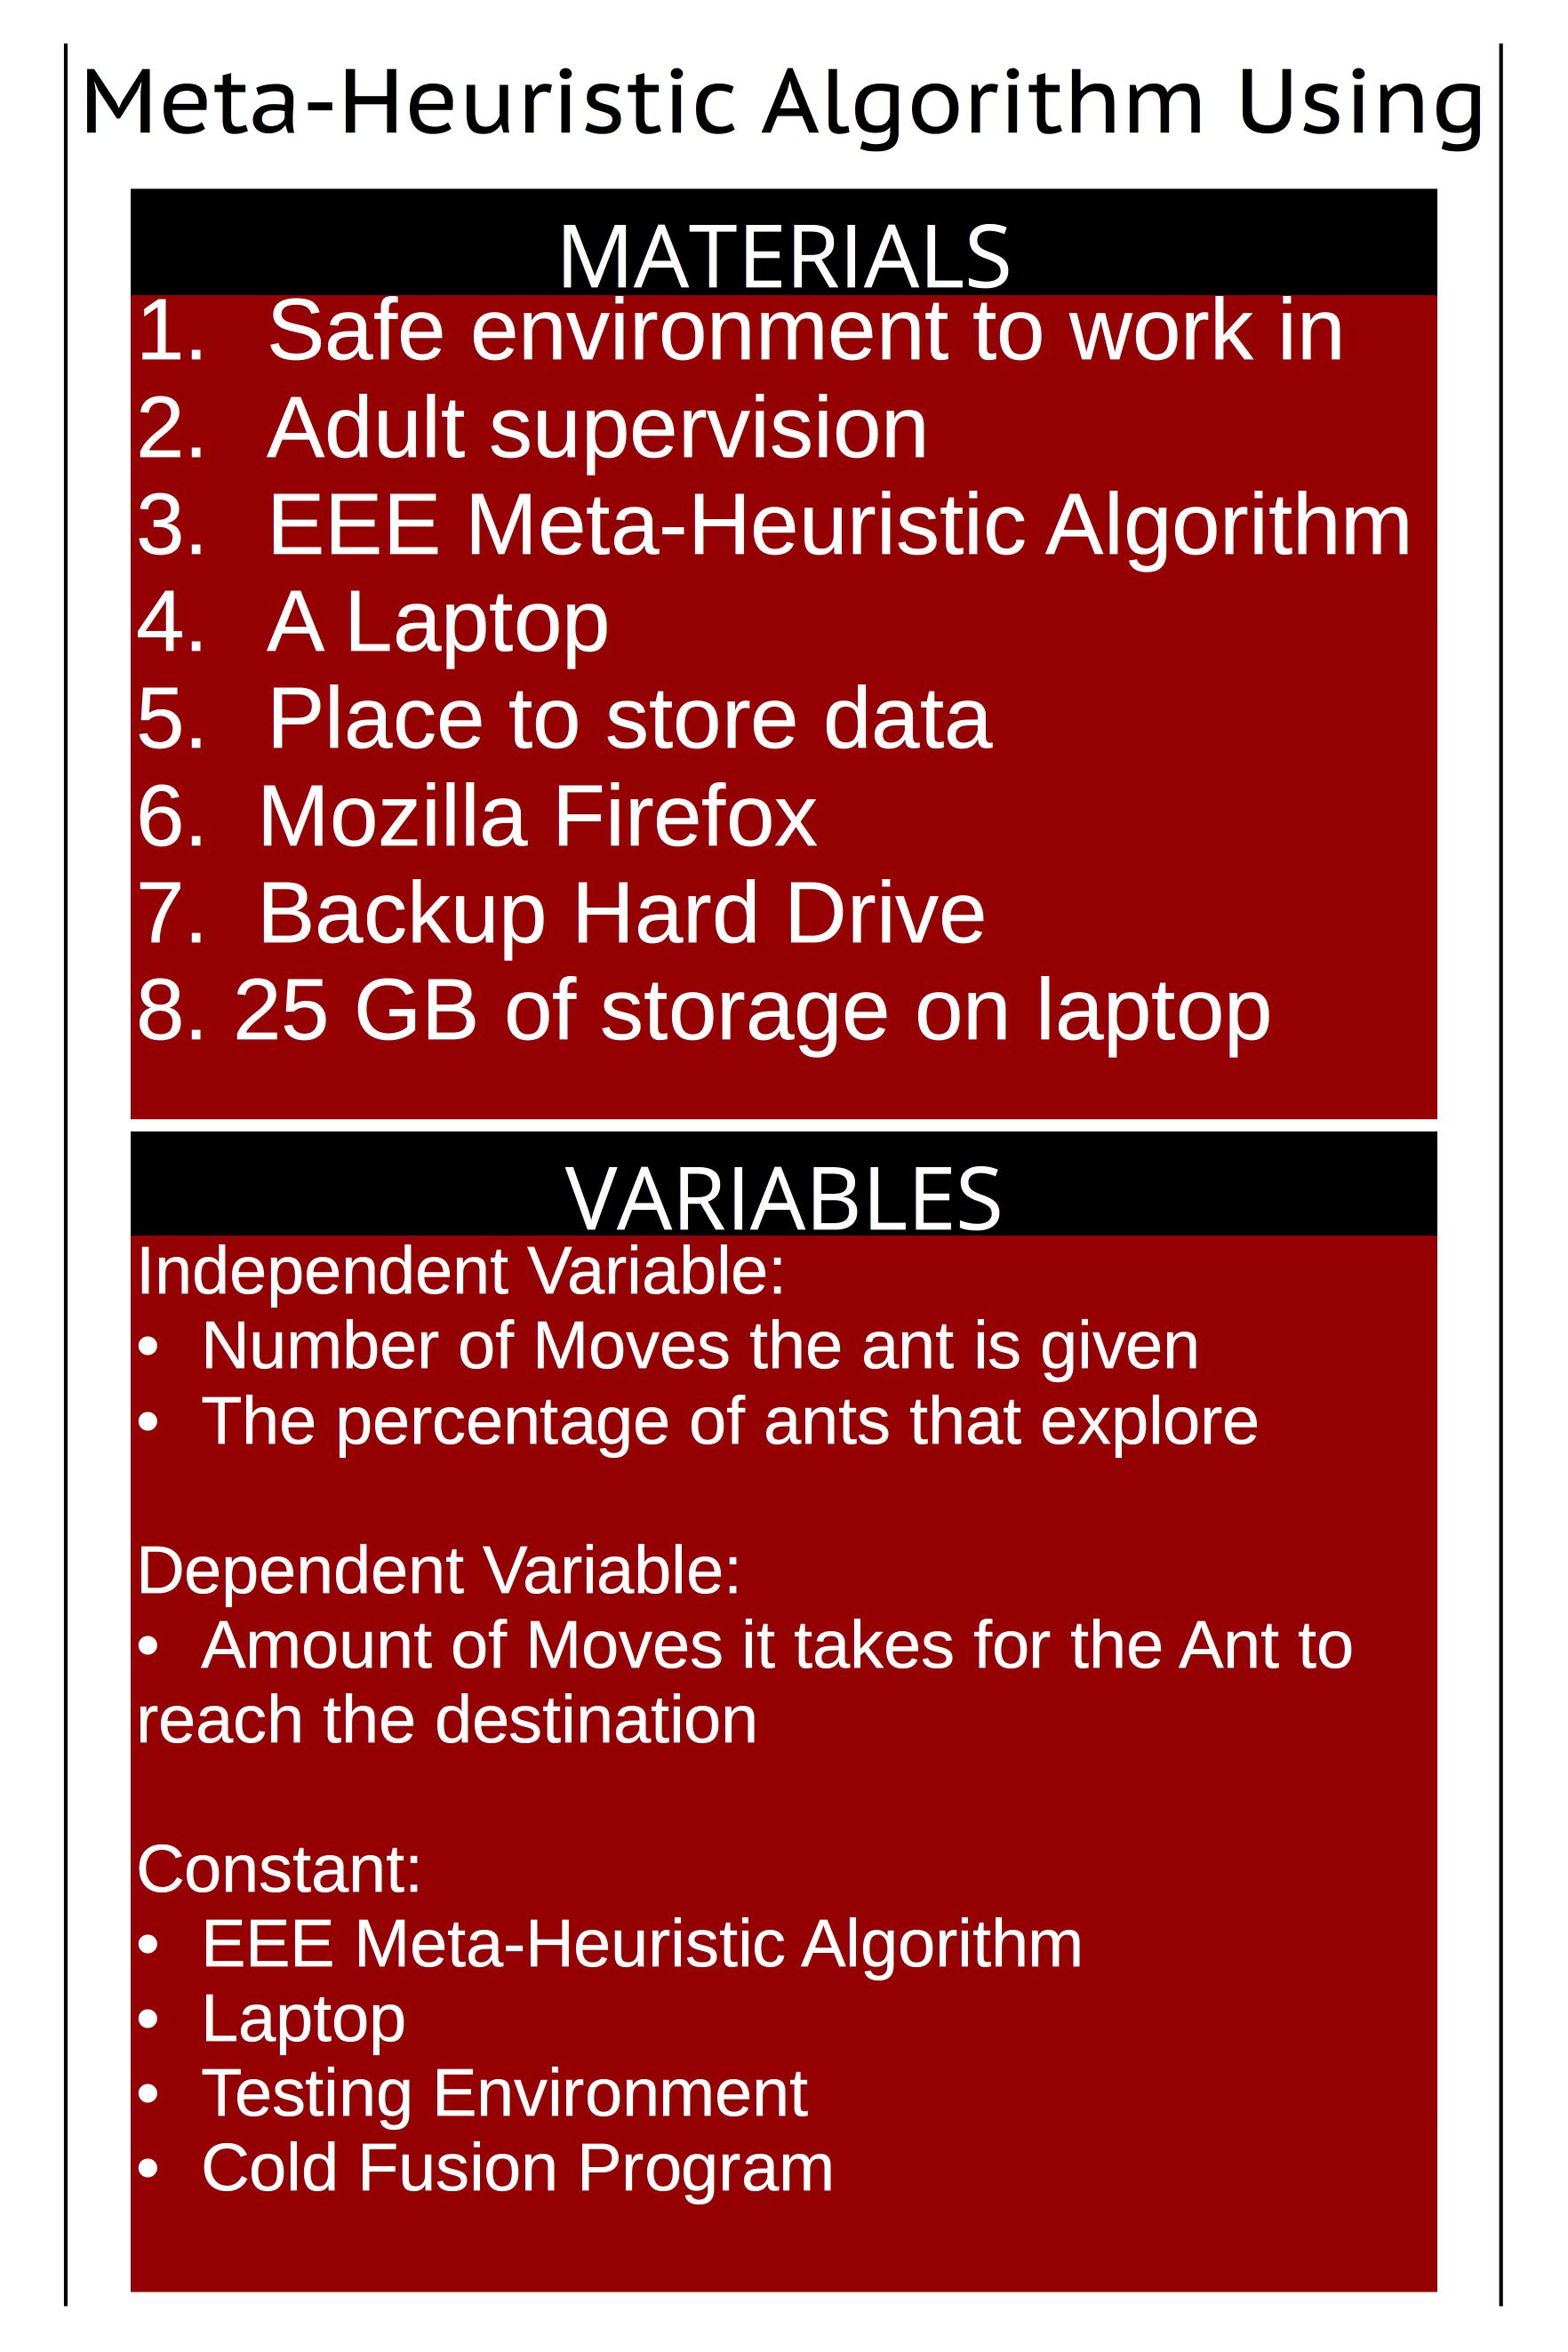 Meta-Heuristic Algorithm Using
MATERIALS
1. Safe environment to work in
2. Adult supervision
3. EEE Meta-Heuristic Algorithm
4. A Laptop
5. Place to store data
6. Mozilla Firefox
7. Backup Hard Drive
8. 25 GB of storage on laptop
VARIABLES
Independent Variable:
• Number of Moves the ant is given
• The percentage of ants that explore
Dependent Variable:
• Amount of Moves it takes for the Ant to
reach the destination
Constant:
• EEE Meta-Heuristic Algorithm
• Laptop
• Testing Environment
• Cold Fusion Program